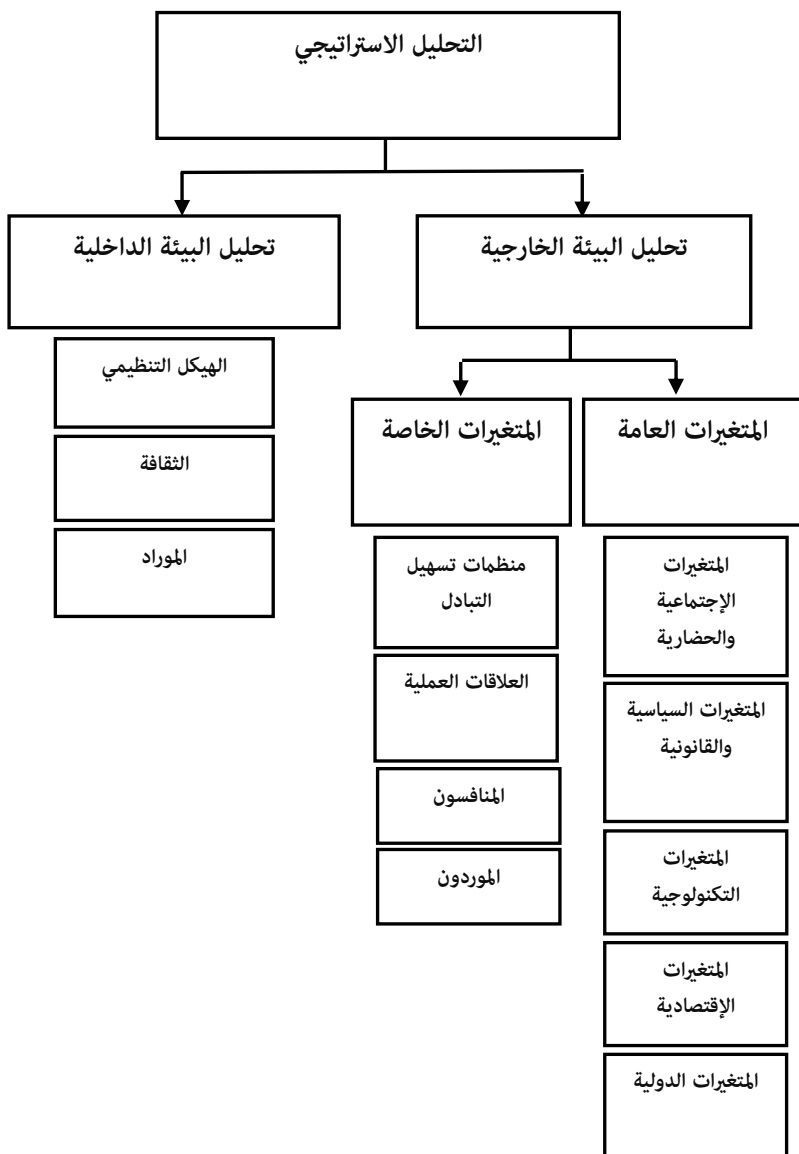 التحليل الاستراتيجي
تحليل البيئة الخارجية
تحليل البيئة الداخلية
المتغيرات العامة
المتغيرات الخاصة
المتغيرات
الإجتماعية
والحضارية
المتغيرات السياسية
والقانونية
المتغيرات
التكنولوجية
المتغيرات
الإقتصادية
المتغيرات الدولية
منظمات تسهيل
التبادل
العلاقات العملية
المنافسون
الموردون
الهيكل التنظيمي
الثقافة
الموراد